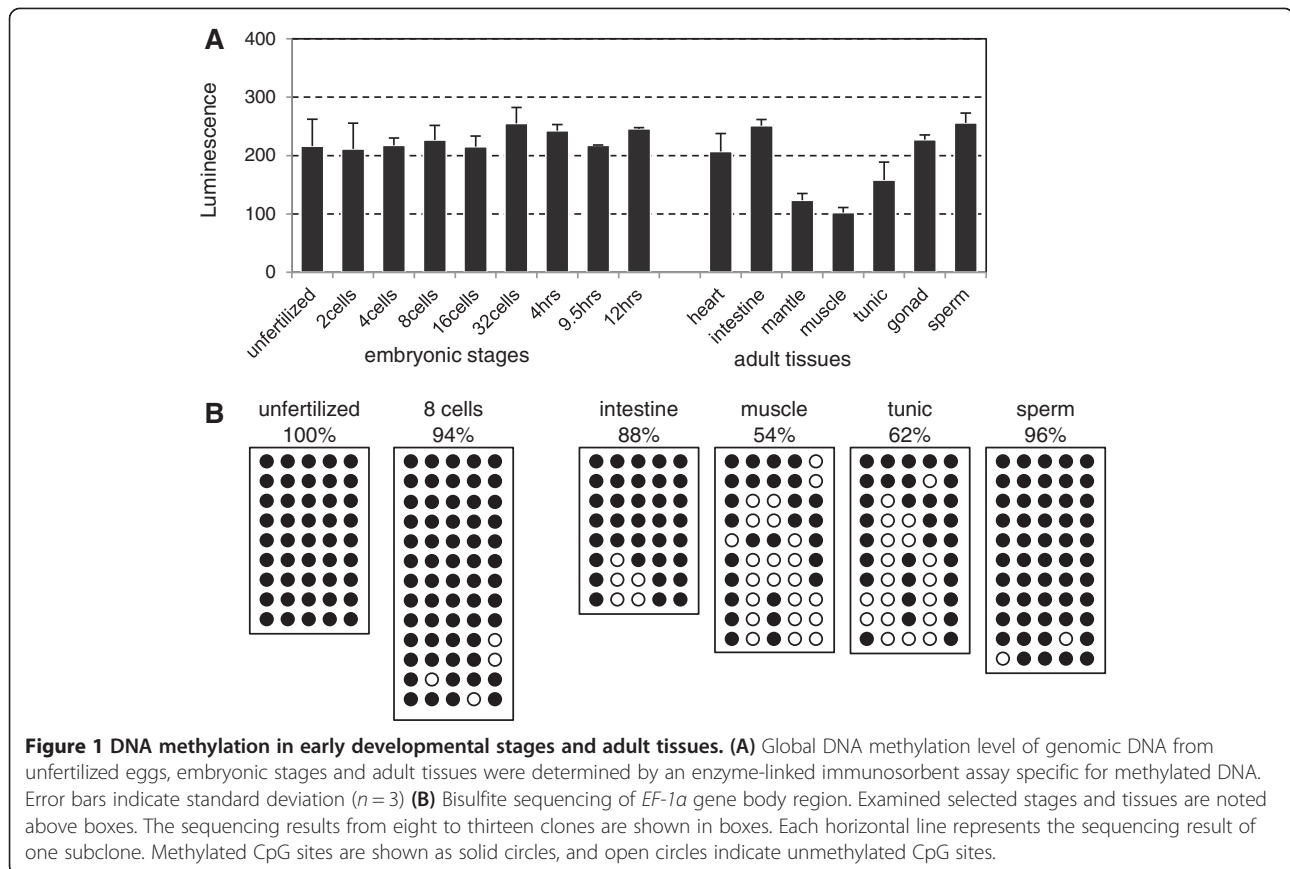 A
400
300
200
100
0
Luminescence
unfertilized
2cells
4cells
8cells
16cells
32cells
4hrs
9.5hrs
12hrs
heart
intestine
mantle
muscle
tunic
gonad
sperm
embryonic stages
adult tissues
B
unfertilized
100%
8 cells
94%
intestine
88%
muscle
54%
tunic
62%
sperm
96%
Figure 1 DNA methylation in early developmental stages and adult tissues. (A) Global DNA methylation level of genomic DNA from
unfertilized eggs, embryonic stages and adult tissues were determined by an enzyme-linked immunosorbent assay specific for methylated DNA.
Error bars indicate standard deviation (n = 3) (B) Bisulfite sequencing of EF-1α gene body region. Examined selected stages and tissues are noted
above boxes. The sequencing results from eight to thirteen clones are shown in boxes. Each horizontal line represents the sequencing result of
one subclone. Methylated CpG sites are shown as solid circles, and open circles indicate unmethylated CpG sites.